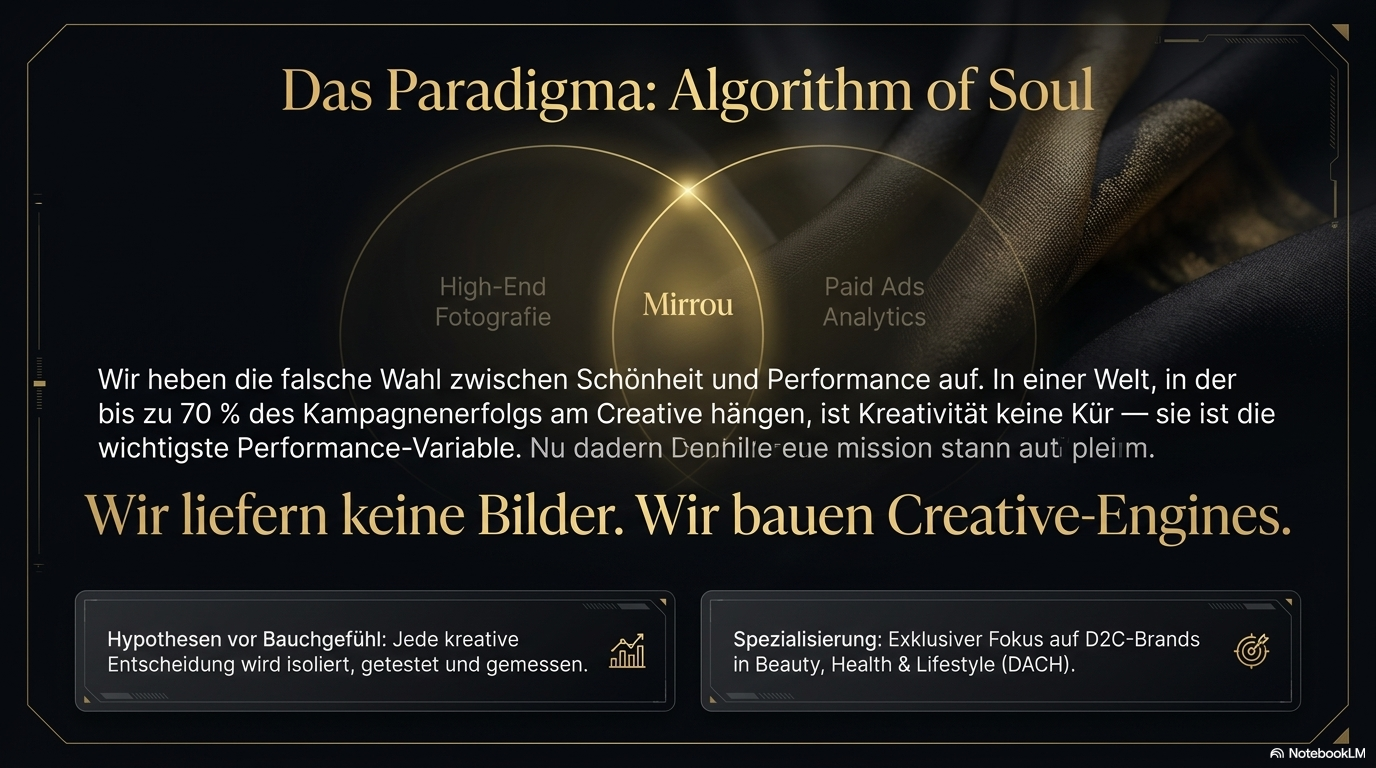 Das Paradigma: Algorithm of Soul
High-End
Fotografie
Mirrou
Paid Ads
Analytics
Wir heben die falsche Wahl zwischen Schönheit und Performance auf. In einer Welt, in der
bis zu 70 % des Kampagnenerfolgs am Creative hängen, ist Kreativität keine Kür — sie ist die
wichtigste Performance-Variable. Nu dadern mission stann
Wir liefern keine Bilder. Wir bauen Creative-Engines.
Hypothesen vor Bauchgefühl: Jede kreative
Entscheidung wird isoliert, getestet und gemessen.
Spezialisierung: Exklusiver Fokus auf D2C-Brands
in Beauty, Health & Lifestyle (DACH).
NotebookLM